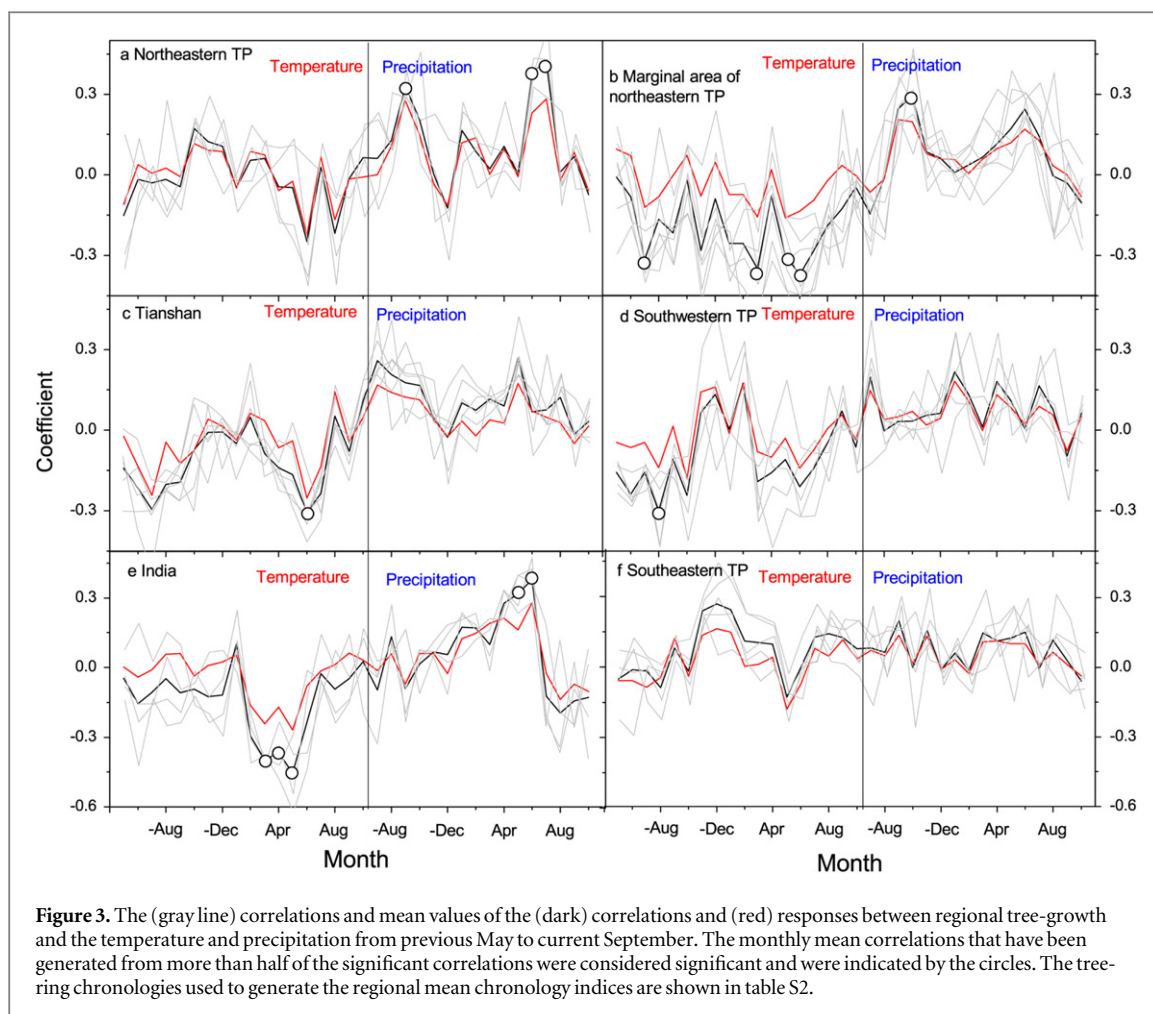 a Northeastern TP
Temperature
Precipitation
b Marginal area of
northeastern TP
Temperature
Precipitation
0.3
0.0
-0.3
0.3
0.0
-0.3
c Tianshan
Temperature
Precipitation
d Southwestern TP
Temperature
Precipitation
0.3
0.0
-0.3
0.3
0.0
-0.3
Coefficient
e India
Temperature
Precipitation
f Southeastern TP
Temperature
Precipitation
0.3
0.0
-0.3
-0.6
0.3
0.0
-0.3
-0.6
-Aug -Dec Apr Aug -Aug -Dec Apr Aug
-Aug -Dec Apr Aug -Aug -Dec Apr Aug
Month
Month
Figure 3. The (gray line) correlations and mean values of the (dark) correlations and (red) responses between regional tree-growth
and the temperature and precipitation from previous May to current September. The monthly mean correlations that have been
generated from more than half of the significant correlations were considered significant and were indicated by the circles. The tree-
ring chronologies used to generate the regional mean chronology indices are shown in table S2.